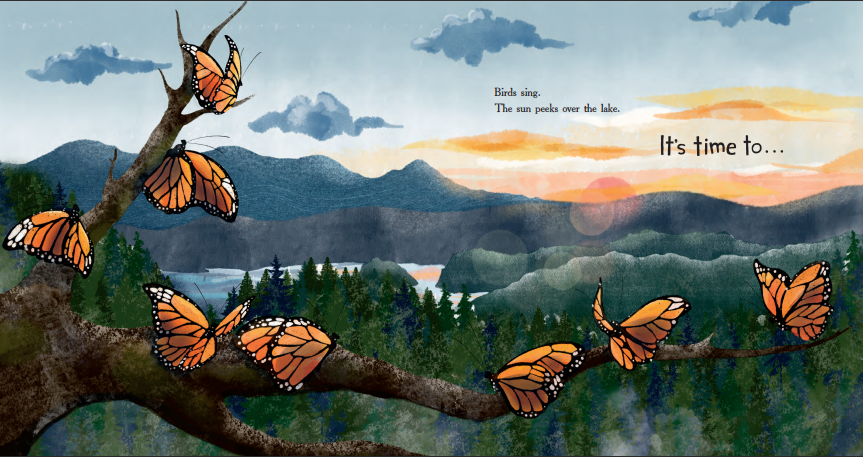 Birds sing.
The sun peeks over the lake.
It's time to...